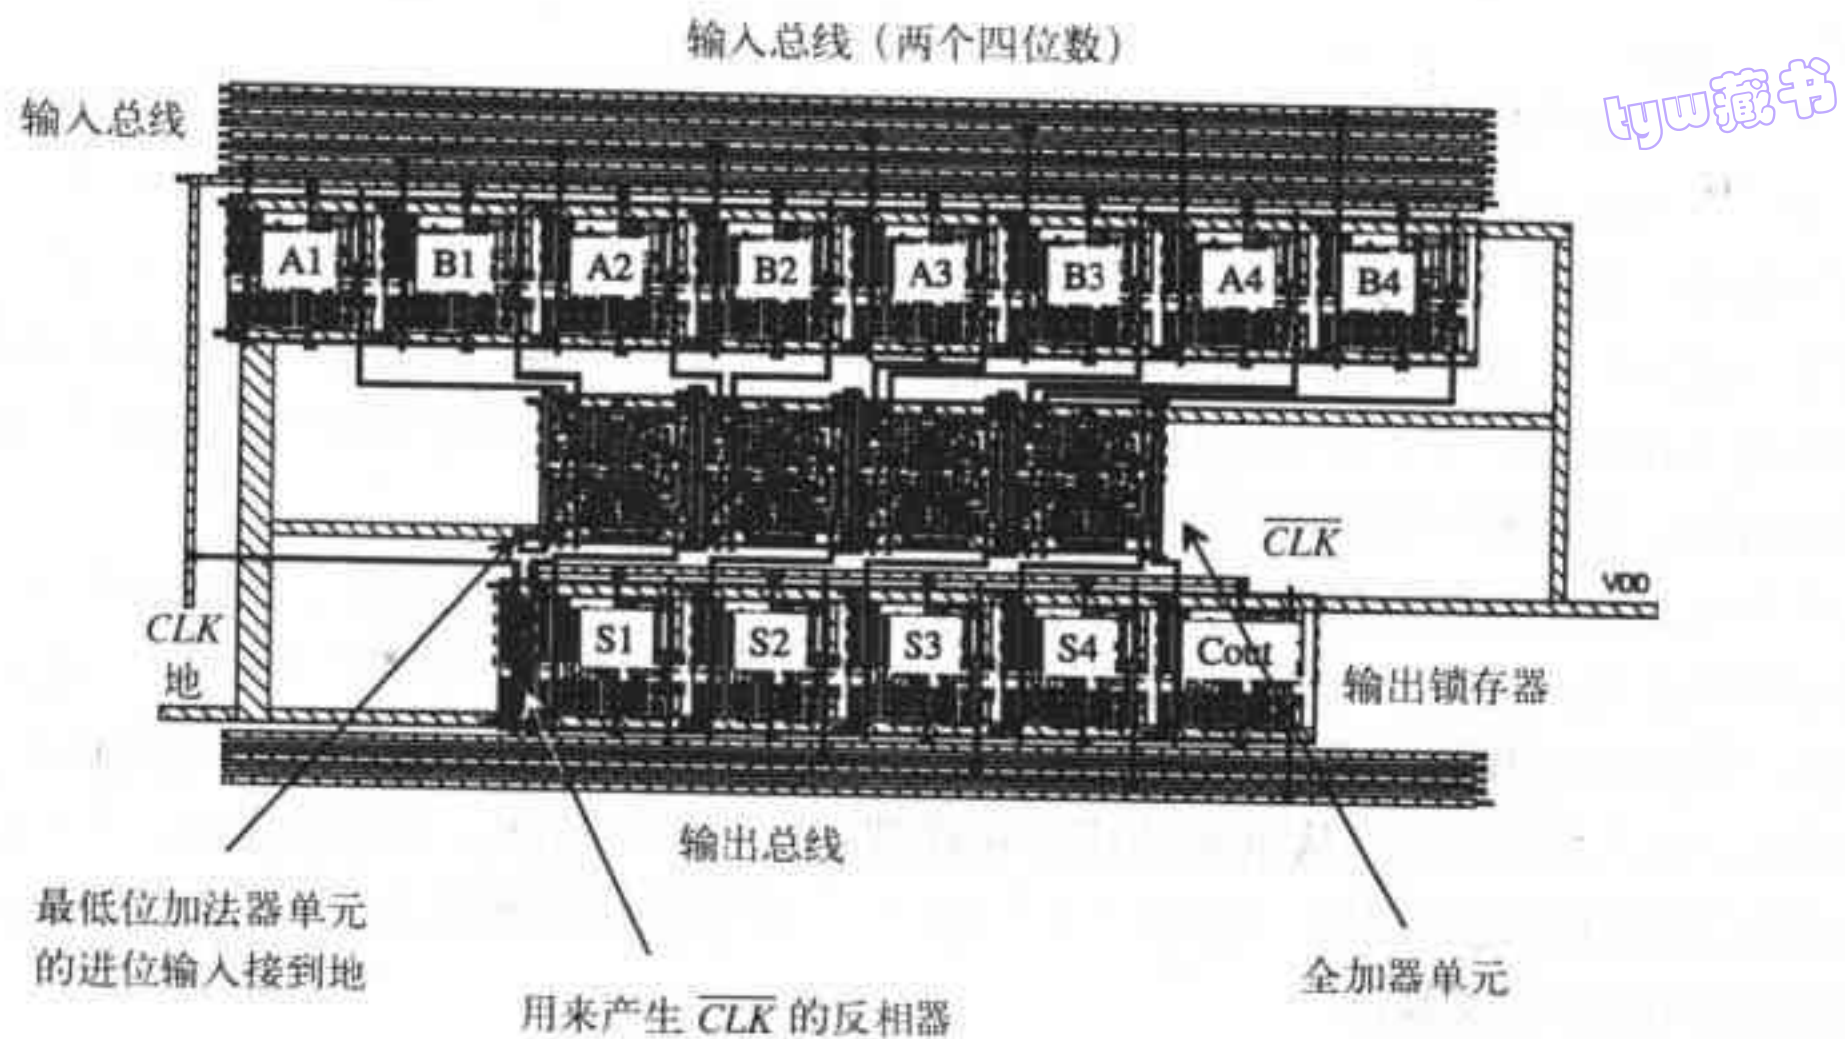 输入总线（两个四位数）
tyw藏书
输入总线
A1 B1 A2 B2 A3 B3 A4 B4
CLK
VDD
S1 S2 S3 S4 Cout
CLK
地
输出锁存器
输出总线
最低位加法器单元
的进位输入接到地
全加器单元
用来产生 CLK 的反相器